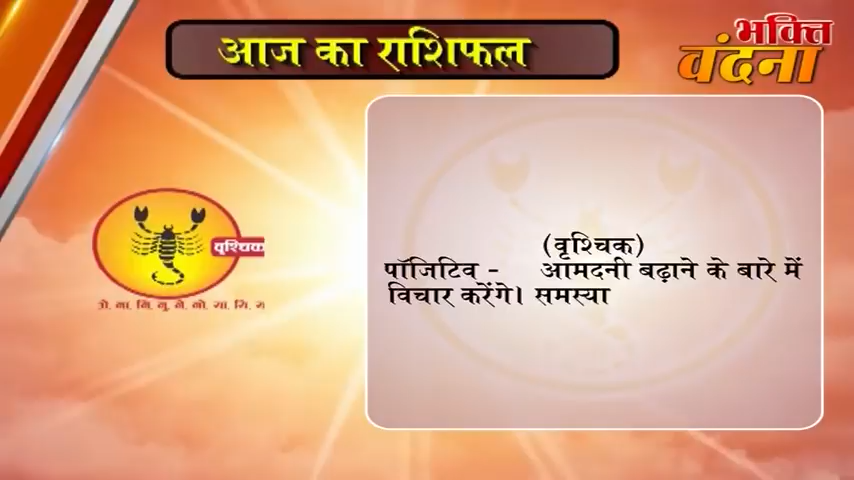 आज का राशिफल
भक्ति
वंदना
वृश्चिक
(वृश्चिक)
पॉजिटिव - आमदनी बढ़ाने के बारे में
विचार करेंगे। समस्या